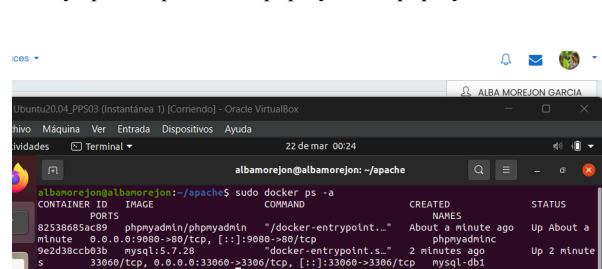 ces
ALBA MOREJON GARCIA
Ubuntu20.04_PPS03 (Instantánea 1) [Corriendo] - Oracle VirtualBox
hivo Máquina Ver Entrada Dispositivos Ayuda
ividades Terminal 22 de mar 00:24
albamorejon@albamorejon: ~/apache
albamorejon@albamorejon:~/apache$ sudo docker ps -a
CONTAINER ID IMAGE COMMAND CREATED STATUS
PORTS NAMES
82538685ac89 phpmyadmin/phpmyadmin "/docker-entrypoint.…" About a minute ago Up About a
minute 0.0.0.0:9080->80/tcp, [::]:9080->80/tcp phpmyadminc
9e2d38ccb03b mysql:5.7.28 "docker-entrypoint.s…" 2 minutes ago Up 2 minute
s 33060/tcp, 0.0.0.0:33060->3306/tcp, [::]:33060->3306/tcp mysql-db1